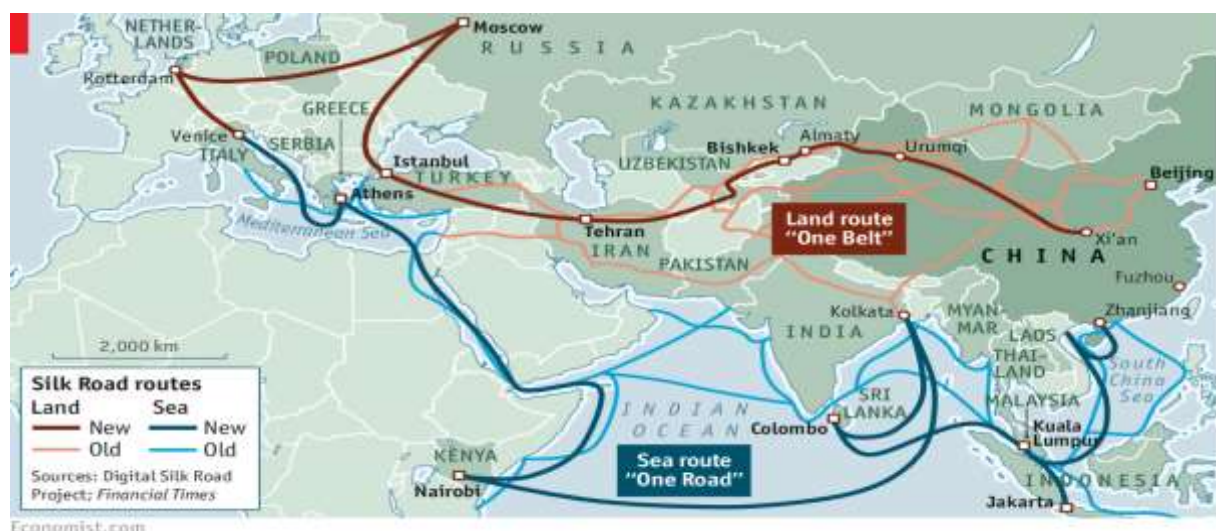 NETHER-
LANDS
Moscow
RUSSIA
POLAND
Rotterdam
KAZAKHSTAN
MONGOLIA
GREECE
Venice
ITALY
SERBIA
Bishkek
Almaty
Urumqi
UZBEKISTAN
Istanbul
TURKEY
Beijing
Athens
Mediterranean Sea
Tehran
IRAN
Land route
"One Belt"
Xi'an
CHINA
PAKISTAN
Fuzhou
Kolkata
MYAN-
MAR
Zhanjiang
INDIA
LAOS
THAI-
LAND
South
China
Sea
2,000 km
Silk Road routes
Land Sea
New New
Old Old
Sources: Digital Silk Road
Project; Financial Times
INDIAN
OCEAN
SRI
LANKA
Colombo
MALAYSIA
Kuala
Lumpur
KENYA
Nairobi
Sea route
"One Road"
INDONESIA
Jakarta
Economist.com